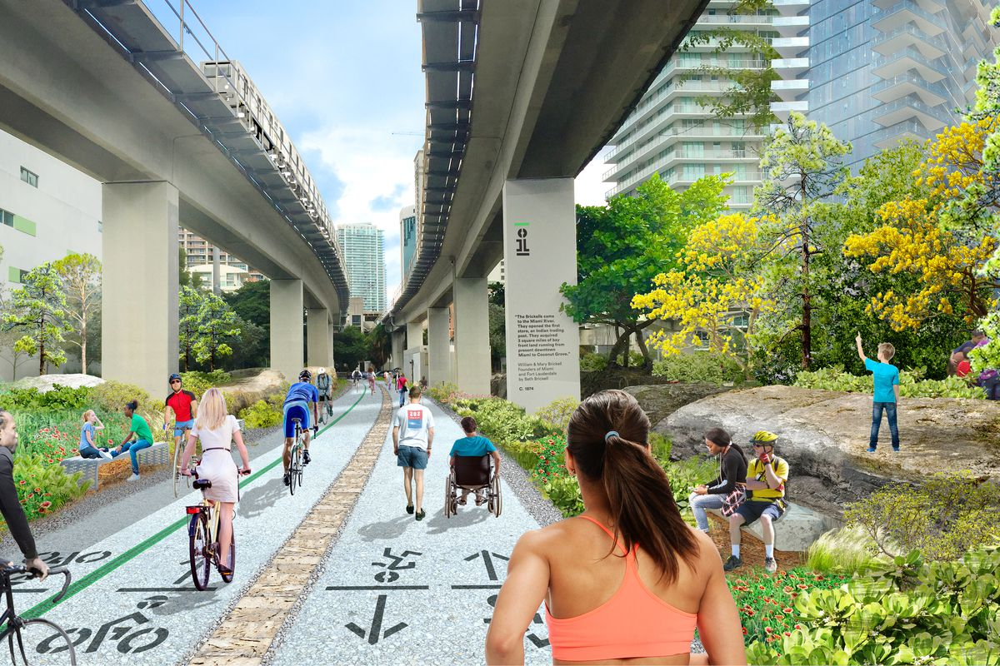 "The Brickells came
to the Miami River.
They opened the first
store, an Indian trading
post. They acquired
3 square miles of bay
front land running from
present downtown
Miami to Coconut Grove."
William & Mary Brickell
Founders of Miami
and Fort Lauderdale
by Beth Brickell
C. 1874